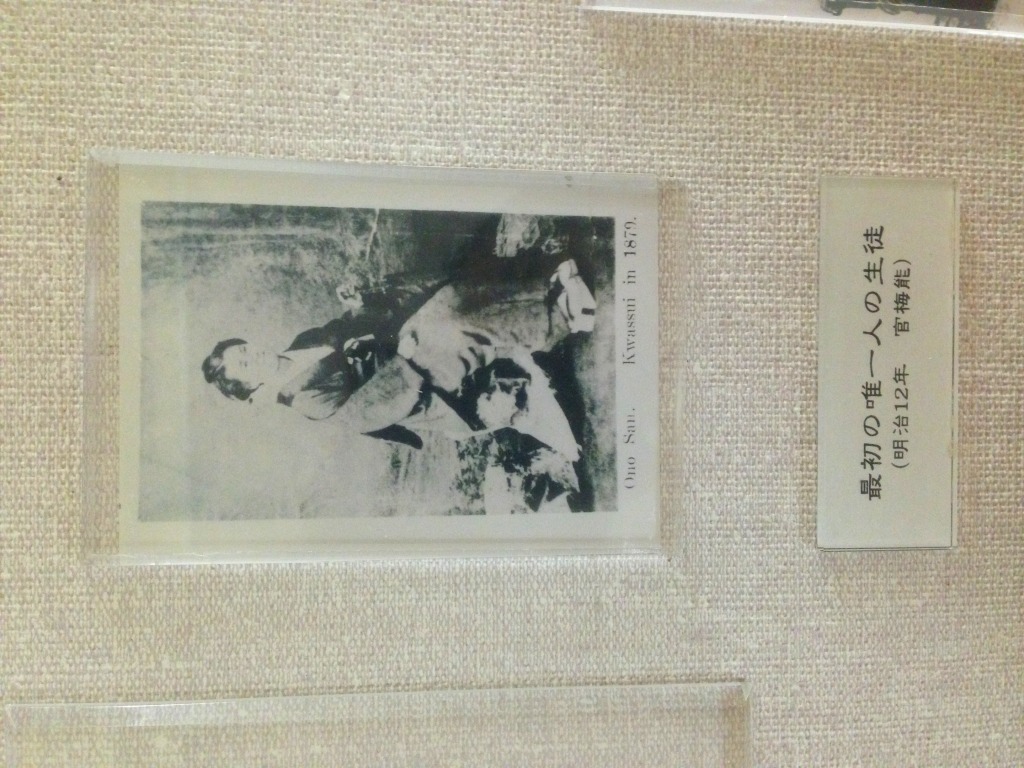 Ono San. Kwassui in 1879.
最初の唯一人の生徒
(明治12年 官梅能)